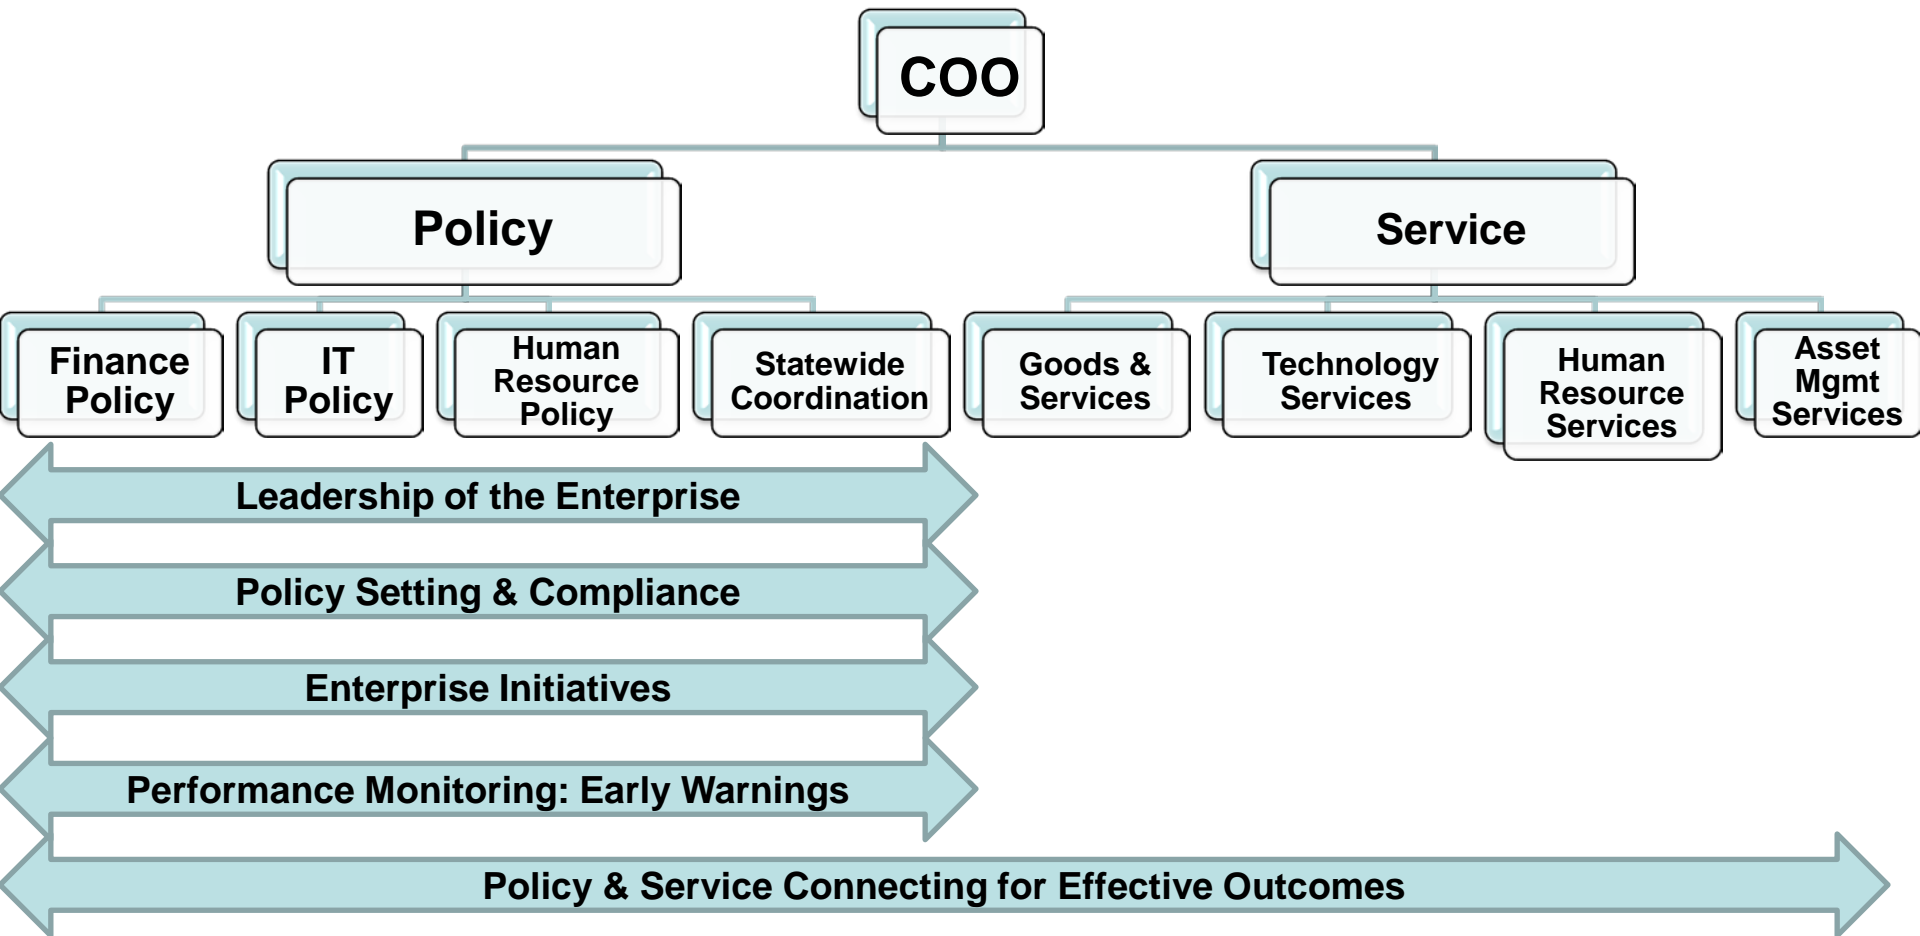 COO
Policy
Service
Finance
Policy
IT
Policy
Human
Resource
Policy
Statewide
Coordination
Goods &
Services
Technology
Services
Human
Resource
Services
Asset
Mgmt
Services
Leadership of the Enterprise
Policy Setting & Compliance
Enterprise Initiatives
Performance Monitoring: Early Warnings
Policy & Service Connecting for Effective Outcomes